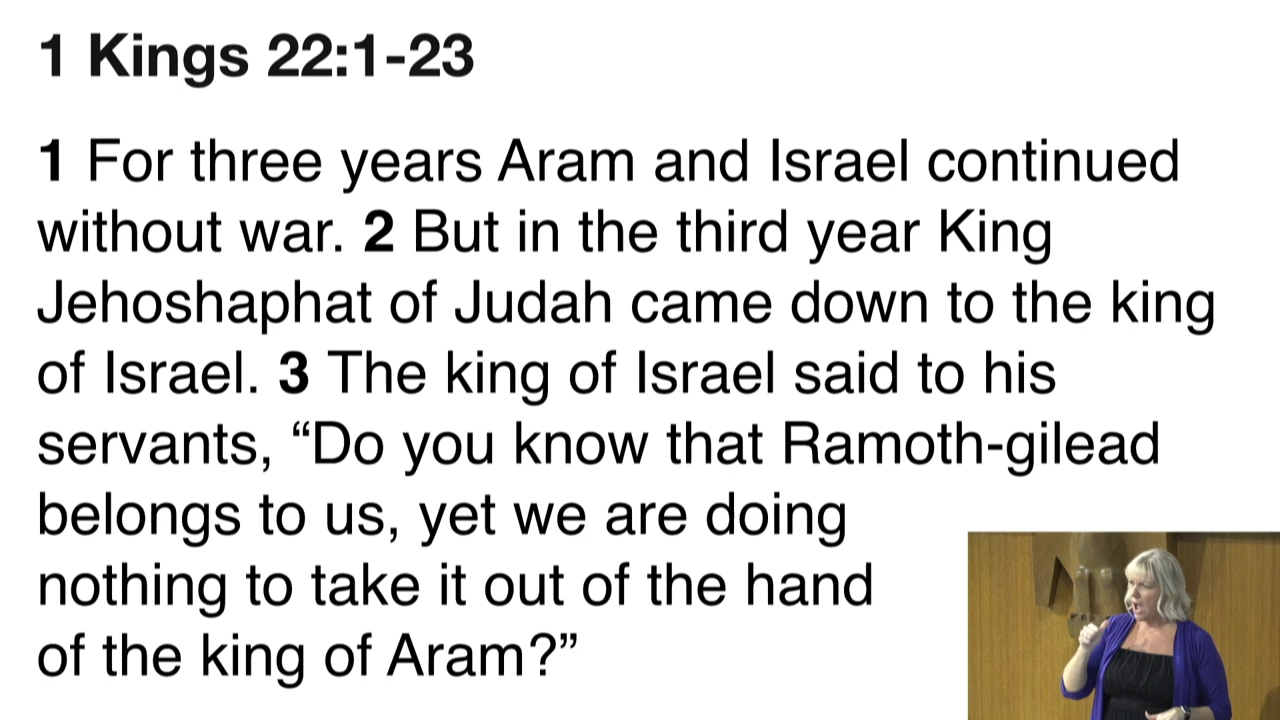 1 Kings 22:1-23
1 For three years Aram and Israel continued
without war. 2 But in the third year King
Jehoshaphat of Judah came down to the king
of Israel. 3 The king of Israel said to his
servants, “Do you know that Ramoth-gilead
belongs to us, yet we are doing
nothing to take it out of the hand
of the king of Aram?”